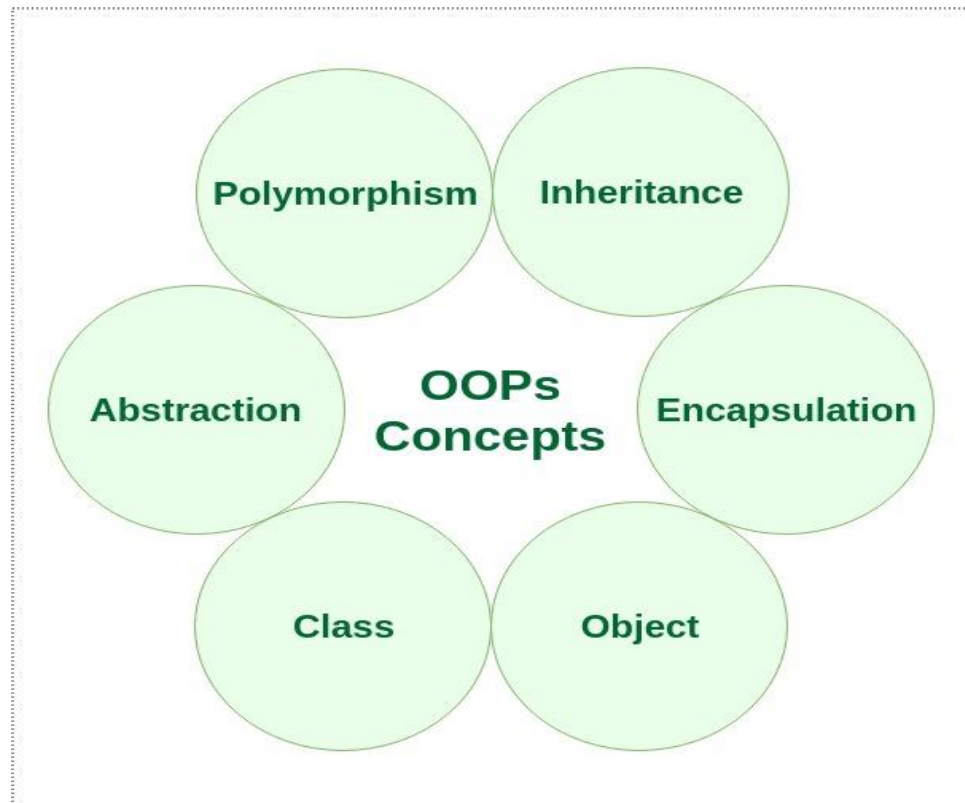 Polymorphism
Inheritance
Abstraction
OOPs
Concepts
Encapsulation
Class
Object